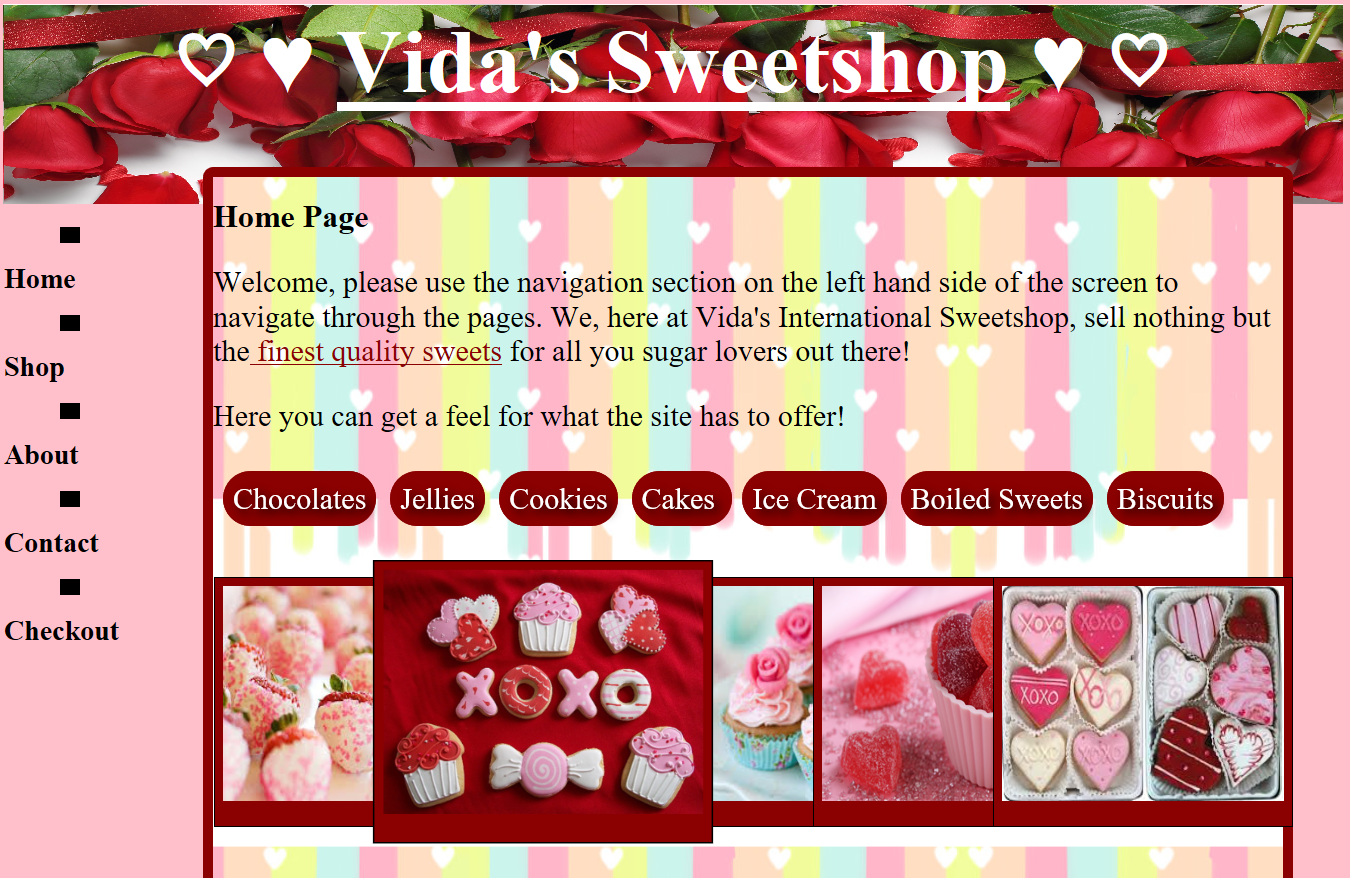 ♡ ♥ Vida's Sweetshop ♥ ♡
Home
Shop
About
Contact
Checkout
Home Page
Welcome, please use the navigation section on the left hand side of the screen to
navigate through the pages. We, here at Vida's International Sweetshop, sell nothing but
the finest quality sweets for all you sugar lovers out there!
Here you can get a feel for what the site has to offer!
Chocolates Jellies Cookies Cakes Ice Cream Boiled Sweets Biscuits
X O X O
XOXO XOXO
XOXO XO
XOXO XOXO